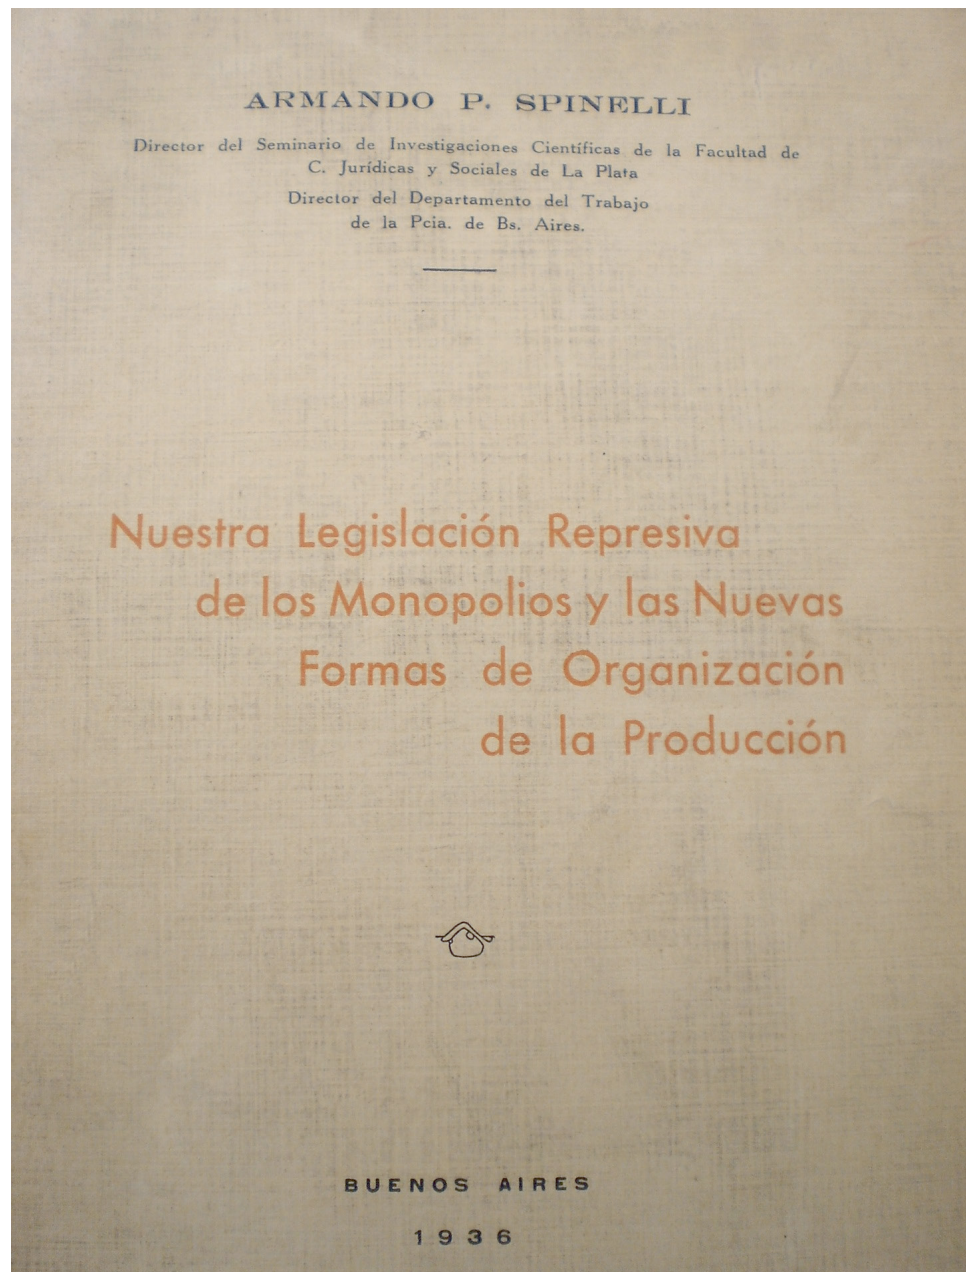 ARMANDO P. SPINELLI
Director del Seminario de Investigaciones Científicas de la Facultad de
C. Jurídicas y Sociales de La Plata
Director del Departamento del Trabajo
de la Pcia. de Bs. Aires.
Nuestra Legislación Represiva
de los Monopolios y las Nuevas
Formas de Organización
de la Producción
BUENOS AIRES
1936